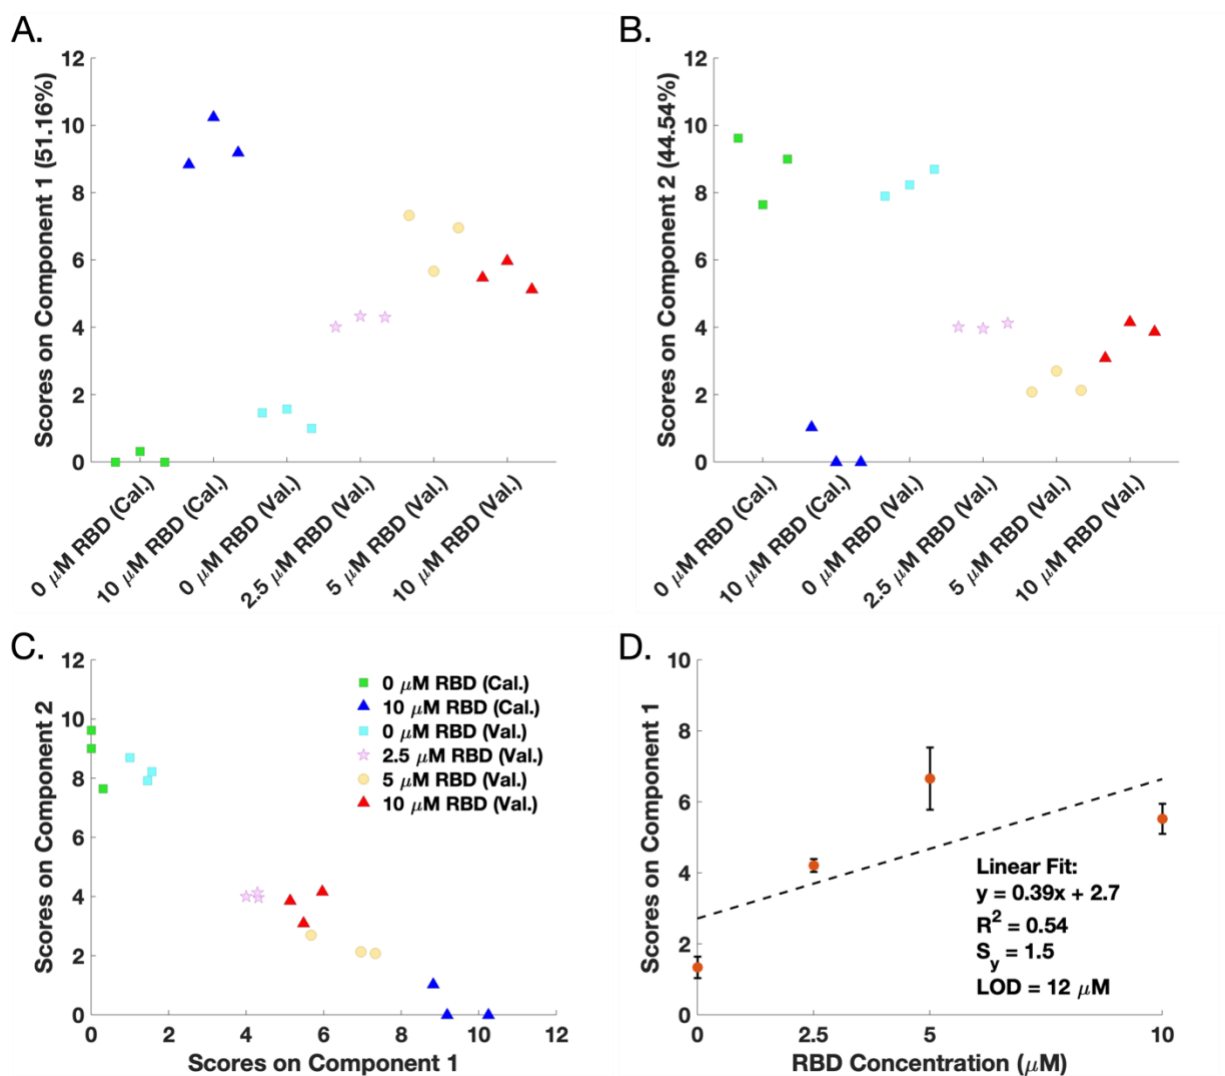 A.
Scores on Component 1 (51.16%)
12
10
8
6
4
2
0
0 μM RBD (Cal.)
10 μM RBD (Cal.)
0 μM RBD (Val.)
2.5 μM RBD (Val.)
5 μM RBD (Val.)
10 μM RBD (Val.)
B.
Scores on Component 2 (44.54%)
12
10
8
6
4
2
0
0 μM RBD (Cal.)
10 μM RBD (Cal.)
0 μM RBD (Val.)
2.5 μM RBD (Val.)
5 μM RBD (Val.)
10 μM RBD (Val.)
C.
Scores on Component 2
12
10
8
6
4
2
0
0 μM RBD (Cal.)
10 μM RBD (Cal.)
0 μM RBD (Val.)
2.5 μM RBD (Val.)
5 μM RBD (Val.)
10 μM RBD (Val.)
0 2 4 6 8 10 12
Scores on Component 1
D.
Scores on Component 1
10
8
6
4
2
0
Linear Fit:
y = 0.39x + 2.7
R² = 0.54
Sy = 1.5
LOD = 12 μM
0 2.5 5 10
RBD Concentration (μM)